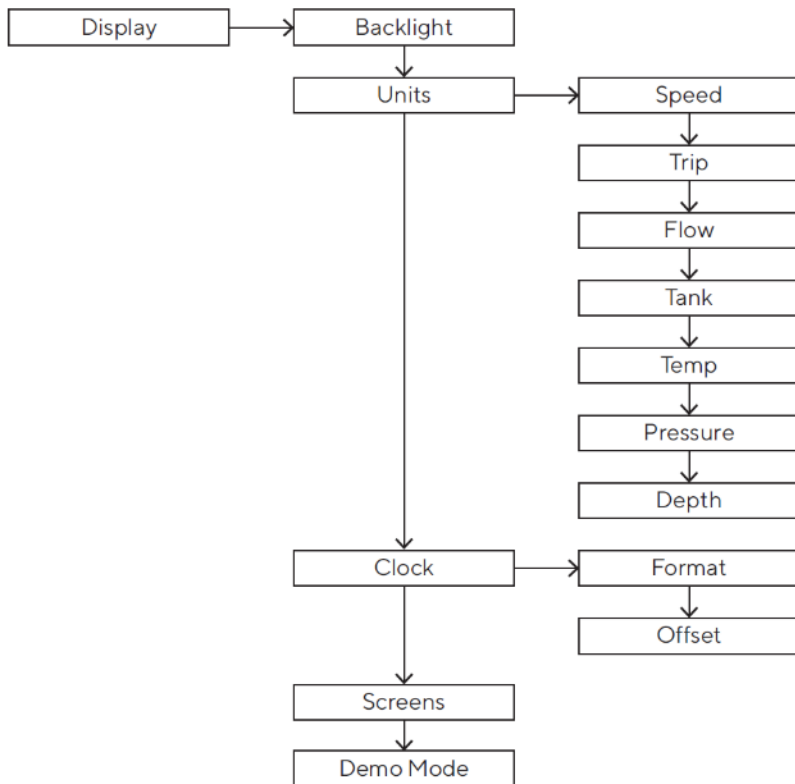 Display
Backlight
Units
Speed
Trip
Flow
Tank
Temp
Pressure
Depth
Clock
Format
Offset
Screens
Demo Mode